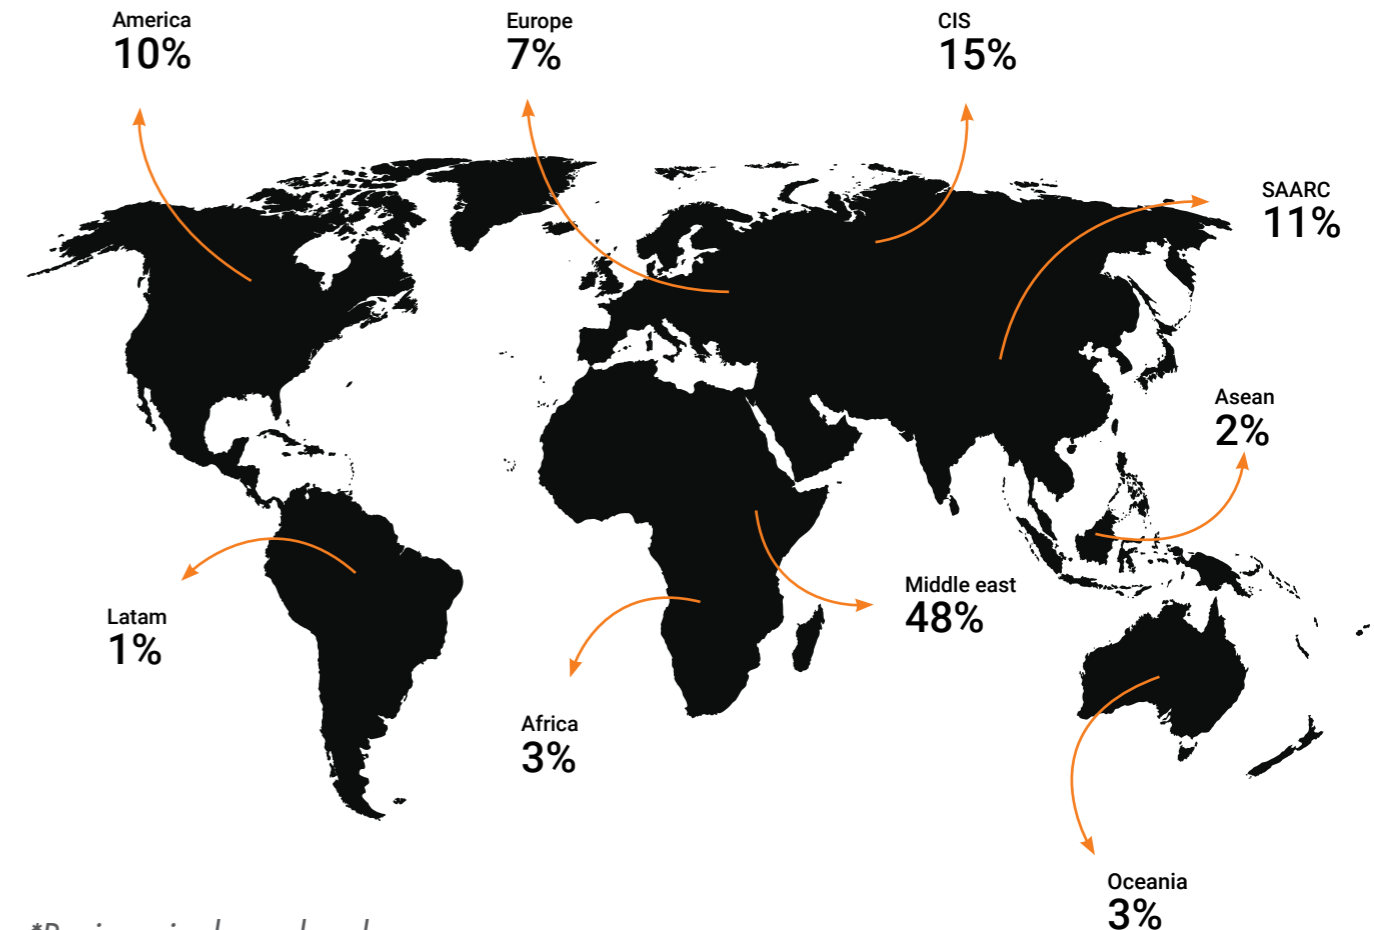 America
10%
Europe
7%
CIS
15%
SAARC
11%
Asean
2%
Middle east
48%
Latam
1%
Africa
3%
Oceania
3%